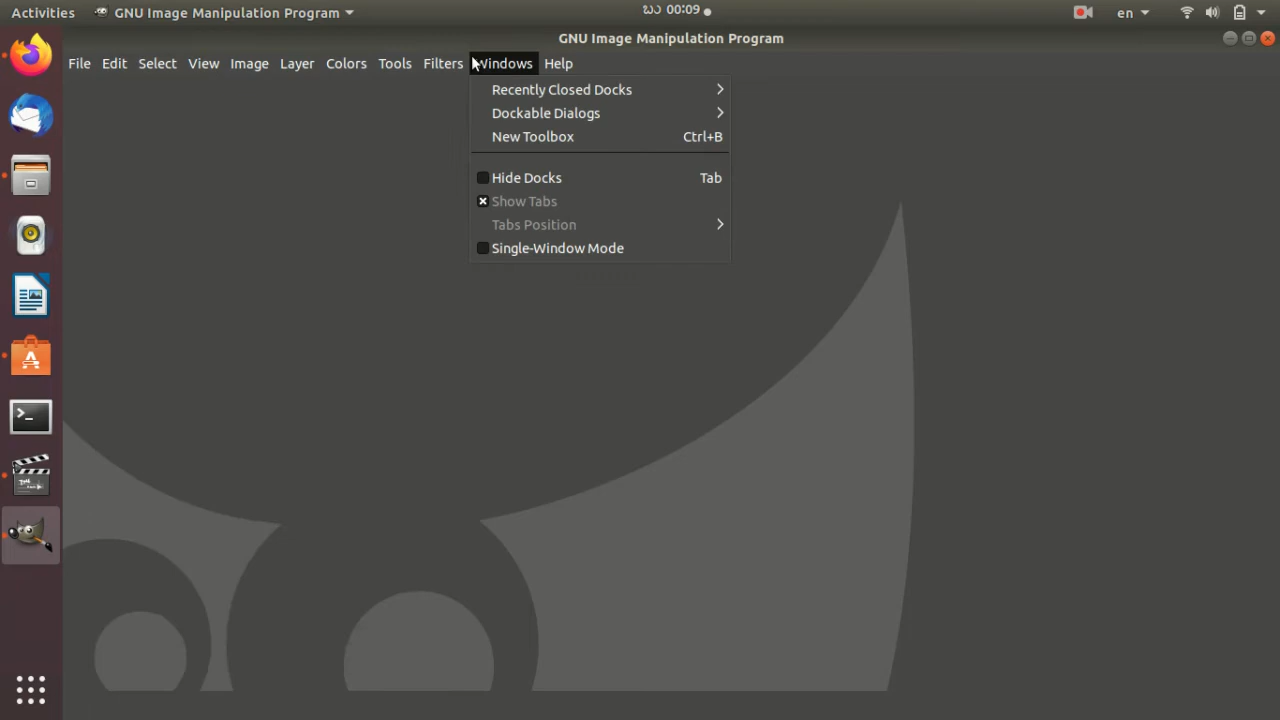 Activities GNU Image Manipulation Program ඔා 00:09 en
GNU Image Manipulation Program
File Edit Select View Image Layer Colors Tools Filters Windows Help
Recently Closed Docks
Dockable Dialogs
New Toolbox Ctrl+B
Hide Docks Tab
Show Tabs
Tabs Position
Single-Window Mode